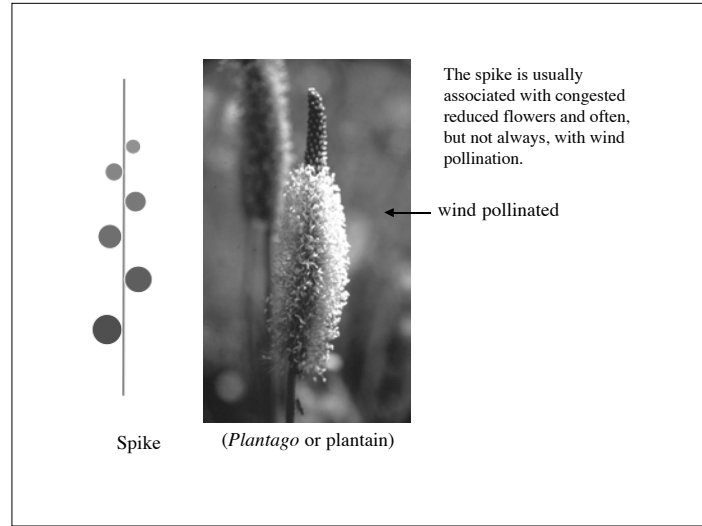 The spike is usually
associated with congested
reduced flowers and often,
but not always, with wind
pollination.
wind pollinated
Spike
(Plantago or plantain)